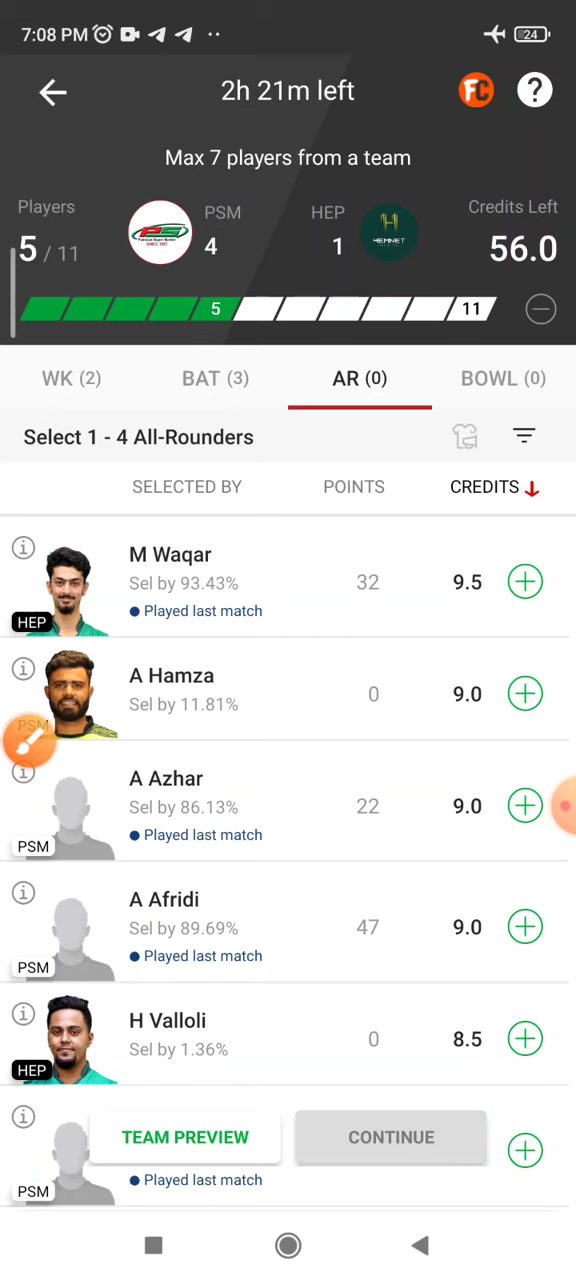 7:08 PM
24
2h 21m left
FC
?
Max 7 players from a team
Players
PSM
HEP
Credits Left
5 / 11
4
1
56.0
HEMNET
5
11
WK (2)
BAT (3)
AR (0)
BOWL (0)
Select 1 - 4 All-Rounders
SELECTED BY
POINTS
CREDITS
M Waqar
Sel by 93.43%
32
9.5
Played last match
HEP
A Hamza
Sel by 11.81%
0
9.0
PSM
A Azhar
Sel by 86.13%
22
9.0
Played last match
PSM
A Afridi
Sel by 89.69%
47
9.0
Played last match
PSM
H Valloli
Sel by 1.36%
0
8.5
HEP
TEAM PREVIEW
CONTINUE
Played last match
PSM